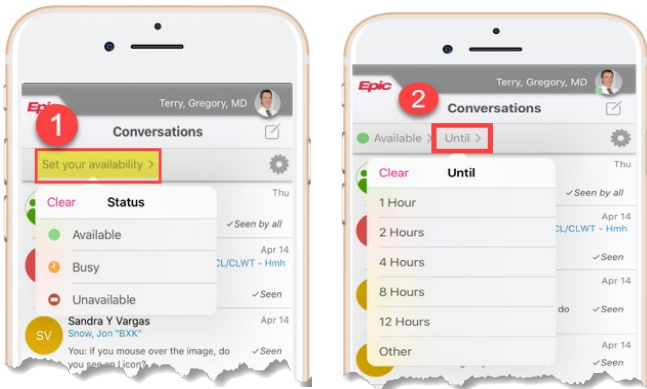 Epic
Terry, Gregory, MD
1
Conversations
Set your availability >
Thu
Clear Status
✓Seen by all
Available
Apr 14
CL/CLWT - Hmh
Busy
✓Seen
Unavailable
Sandra Y Vargas Apr 14
SV
Snow, Jon "BXK"
You: if you mouse over the image, do ✓Seen
you see an I icon?
Epic
Terry, Gregory, MD
2
Conversations
Available > Until >
Thu
Clear Until
✓Seen by all
1 Hour
Apr 14
2 Hours
CL/CLWT - Hmh
4 Hours
✓Seen
Apr 14
8 Hours
do ✓Seen
12 Hours
Apr 14
Other
✓Seen